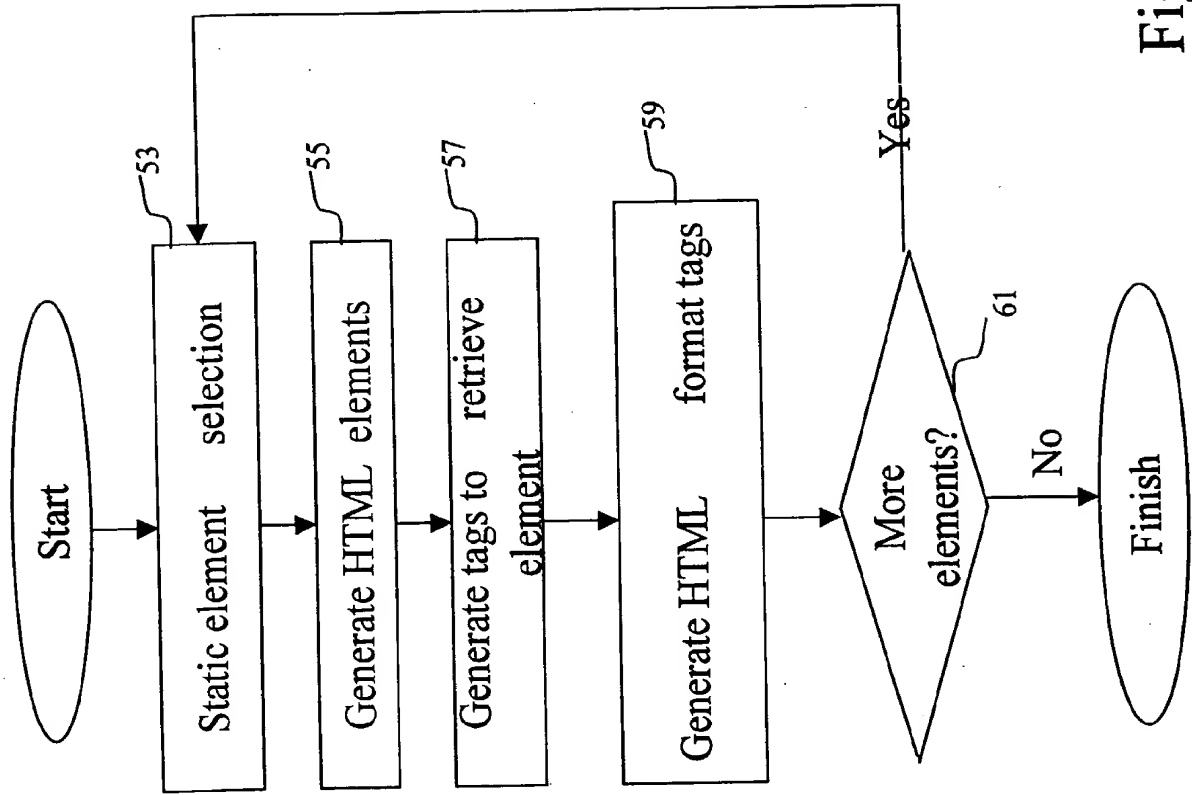 Start
53
Static element selection
55
Generate HTML elements
57
Generate tags to retrieve
element
59
Generate HTML format tags
More
elements?
61
Yes
No
Finish